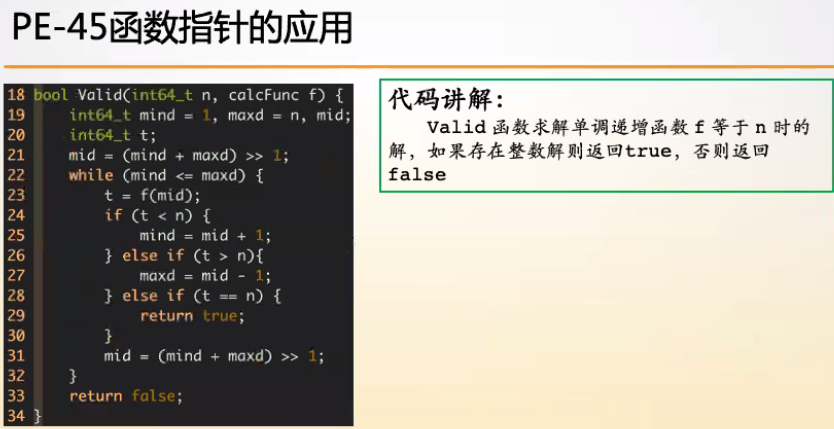 PE-45函数指针的应用
18 bool Valid(int64_t n, calcFunc f) {
19     int64_t mind = 1, maxd = n, mid;
20     int64_t t;
21     mid = (mind + maxd) >> 1;
22     while (mind <= maxd) {
23         t = f(mid);
24         if (t < n) {
25             mind = mid + 1;
26         } else if (t > n){
27             maxd = mid - 1;
28         } else if (t == n) {
29             return true;
30         }
31         mid = (mind + maxd) >> 1;
32     }
33     return false;
34 }
代码讲解：
Valid 函数求解单调递增函数 f 等于 n 时的
解，如果存在整数解则返回true，否则返回
false